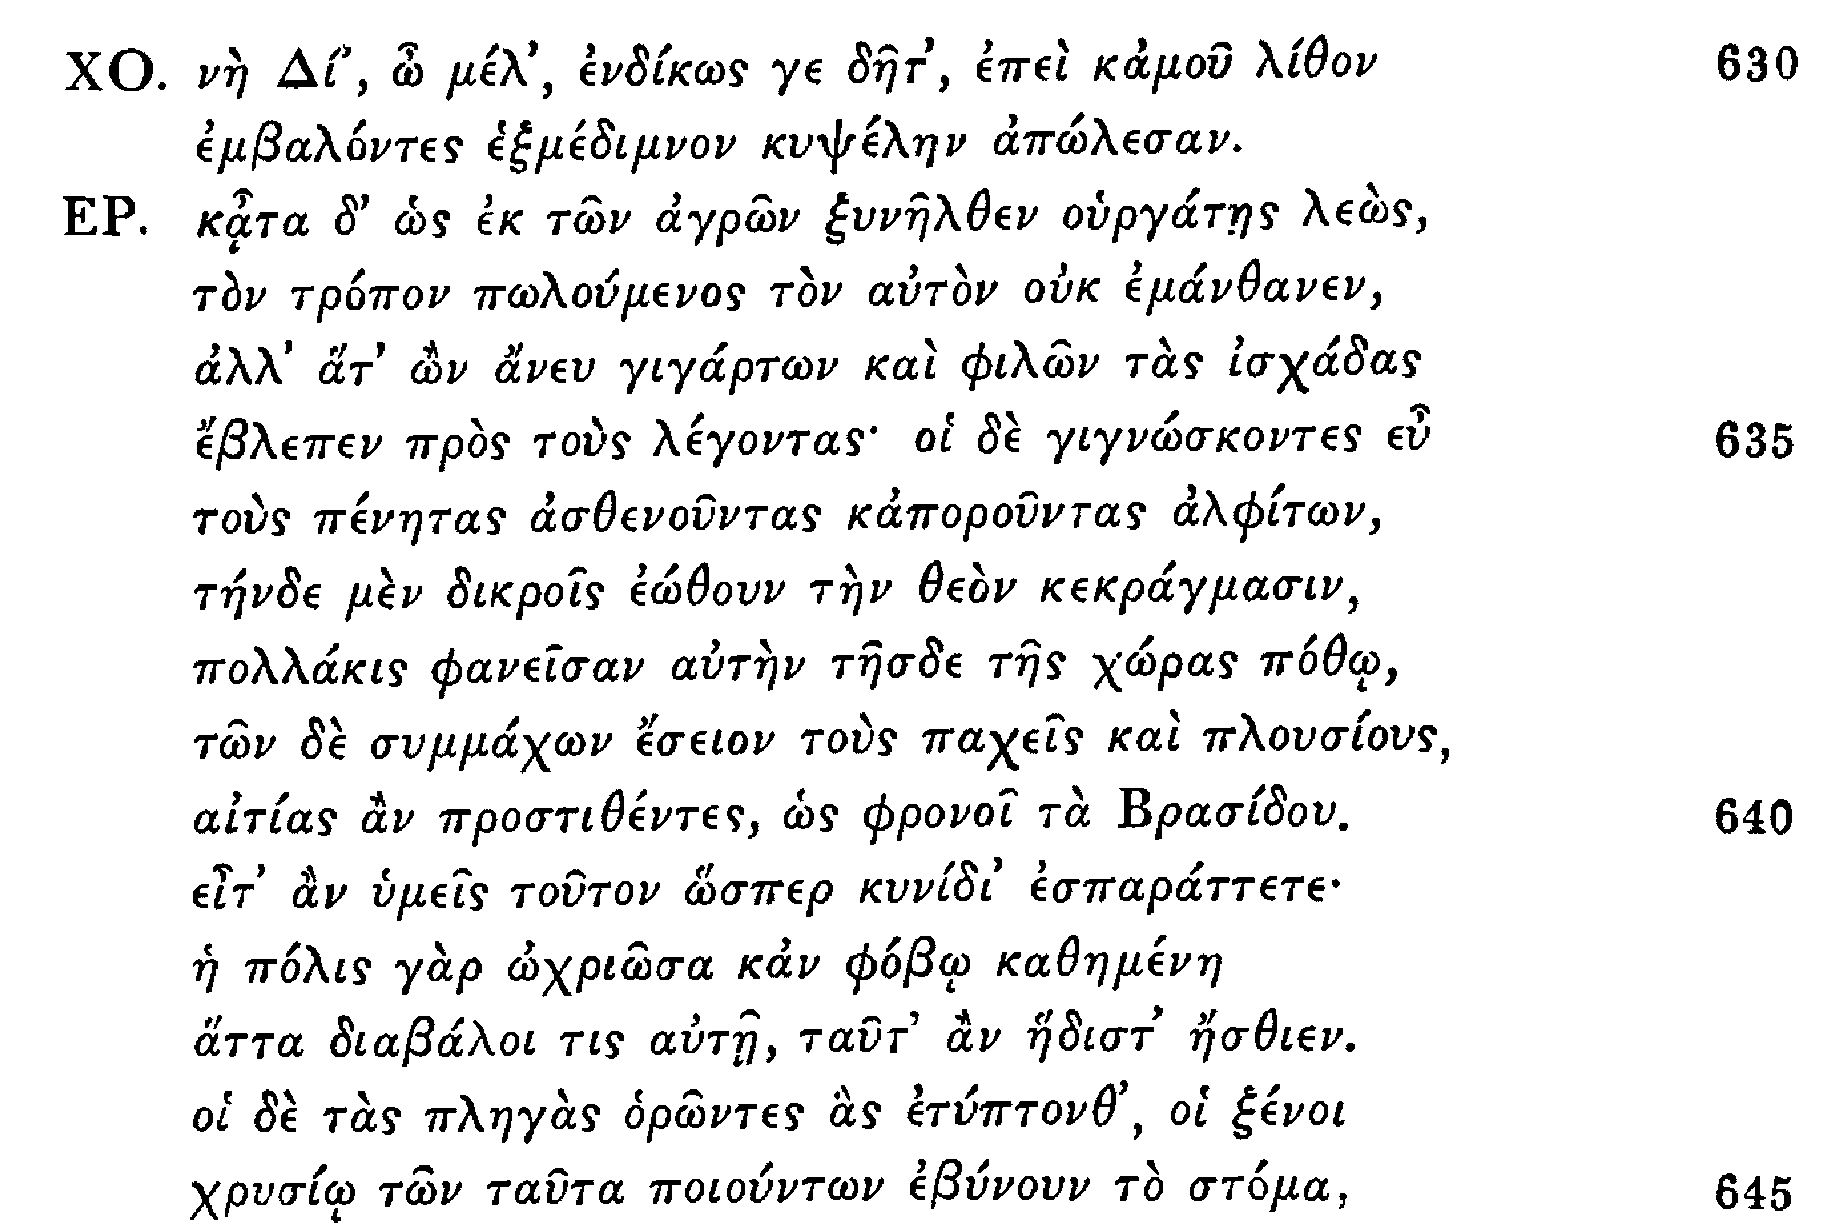 ΧΟ. νὴ Δί’, ὦ μέλ’, ἐνδίκως γε δῆτ’, ἐπεὶ κἀμοῦ λίθον 630
ἐμβαλόντες ἑξμέδιμνον κυψέλην ἀπώλεσαν.
ΕΡ. κᾆτα δ’ ὡς ἐκ τῶν ἀγρῶν ξυνῆλθεν οὑργάτης λεὼς,
τὸν τρόπον πωλούμενος τὸν αὐτὸν οὐκ ἐμάνθανεν,
ἀλλ’ ἅτ’ ὢν ἄνευ γιγάρτων καὶ φιλῶν τὰς ἰσχάδας
ἔβλεπεν πρὸς τοὺς λέγοντας· οἱ δὲ γιγνώσκοντες εὖ 635
τοὺς πένητας ἀσθενοῦντας κἀποροῦντας ἀλφίτων,
τήνδε μὲν δικροῖς ἐώθουν τὴν θεὸν κεκράγμασιν,
πολλάκις φανεῖσαν αὐτὴν τῆσδε τῆς χώρας πόθῳ,
τῶν δὲ συμμάχων ἔσειον τοὺς παχεῖς καὶ πλουσίους,
αἰτίας ἂν προστιθέντες, ὡς φρονοῖ τὰ Βρασίδου. 640
εἶτ’ ἂν ὑμεῖς τοῦτον ὥσπερ κυνίδι’ ἐσπαράττετε·
ἡ πόλις γὰρ ὠχριῶσα κἀν φόβῳ καθημένη
ἅττα διαβάλοι τις αὐτῇ, ταῦτ’ ἂν ἥδιστ’ ἤσθιεν.
οἱ δὲ τὰς πληγὰς ὁρῶντες ἃς ἐτύπτονθ’, οἱ ξένοι
χρυσίῳ τῶν ταῦτα ποιούντων ἐβύνουν τὸ στόμα, 645